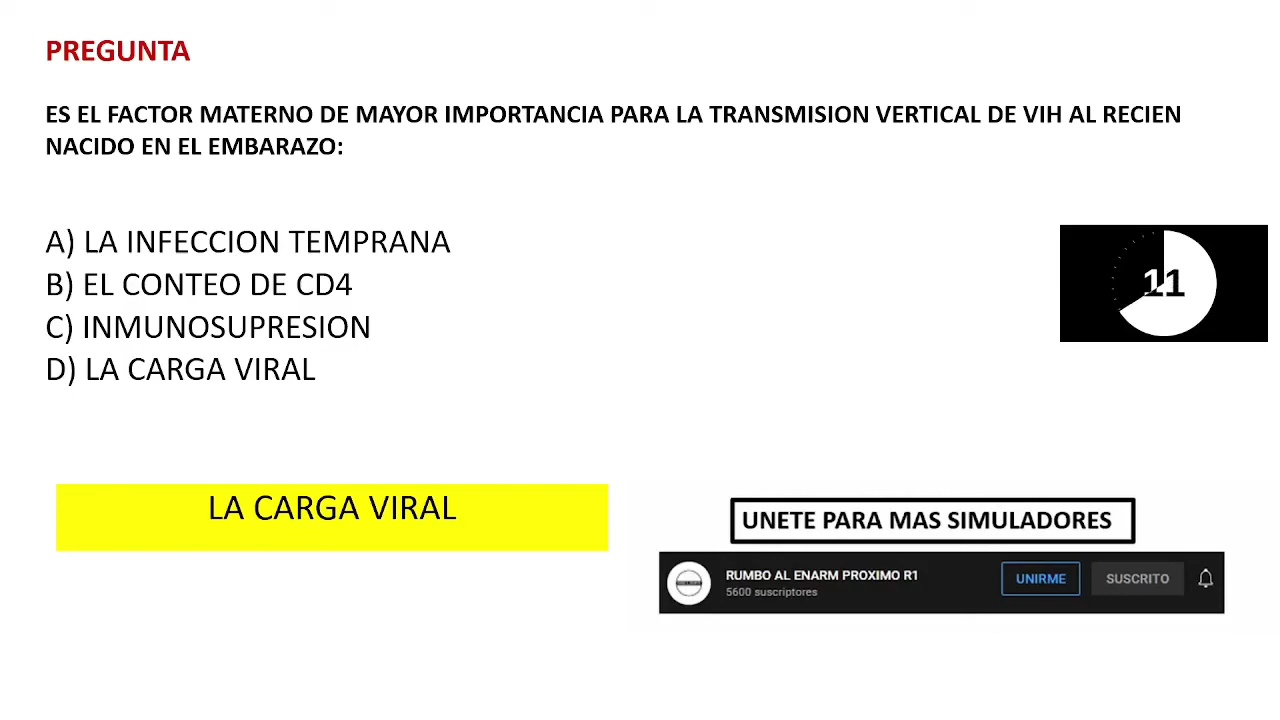 PREGUNTA
ES EL FACTOR MATERNO DE MAYOR IMPORTANCIA PARA LA TRANSMISION VERTICAL DE VIH AL RECIEN
NACIDO EN EL EMBARAZO:
A) LA INFECCION TEMPRANA
B) EL CONTEO DE CD4
C) INMUNOSUPRESION
D) LA CARGA VIRAL
11
LA CARGA VIRAL
UNETE PARA MAS SIMULADORES
RUMBO AL ENARM PROXIMO R1
5600 suscriptores
UNIRME
SUSCRITO